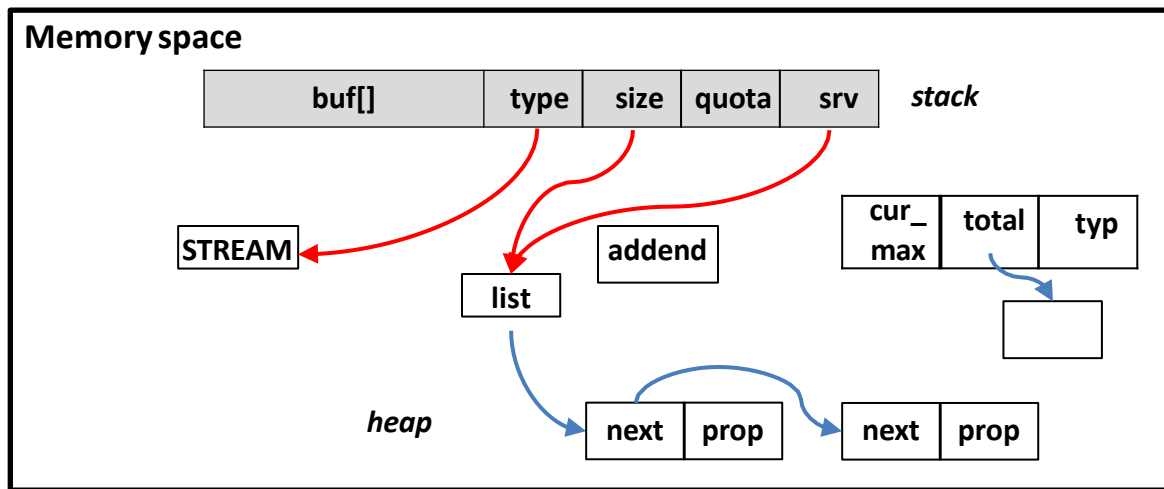 Memory space
buf[] type size quota srv stack
cur_
max
total typ
STREAM
addend
list
heap
next prop next prop